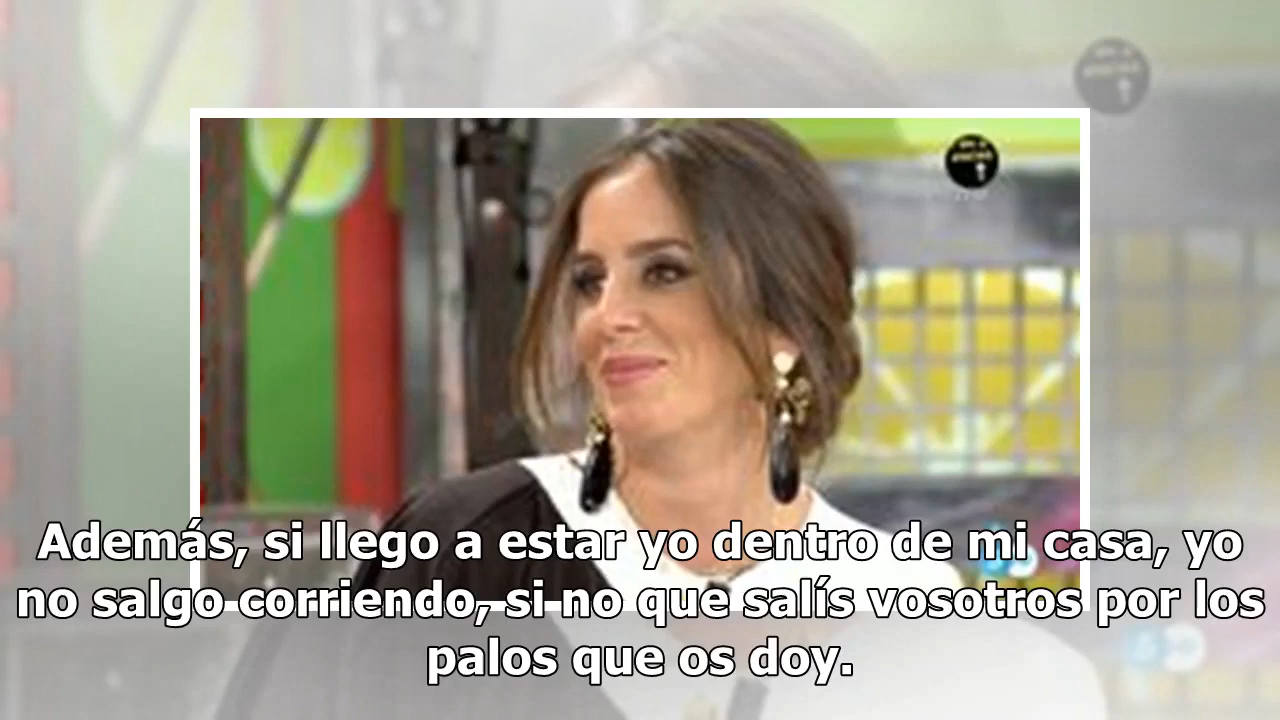 Además, si llego a estar yo dentro de mi casa, yo
no salgo corriendo, si no que salís vosotros por los
palos que os doy.